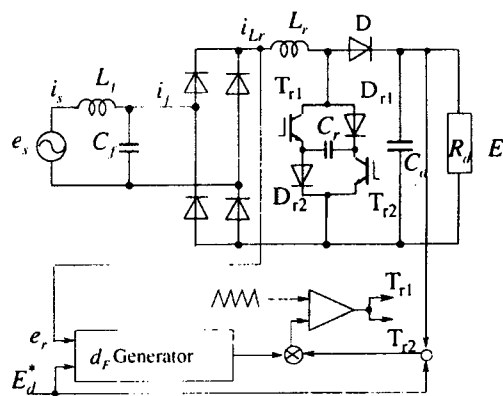 i_Lr L_r D
i_s L_f i_f T_r1 D_r1
e_s C_f C_r C_d R_d E
D_r2 T_r2
T_r1
e_r d_F Generator T_r2
E_d^*